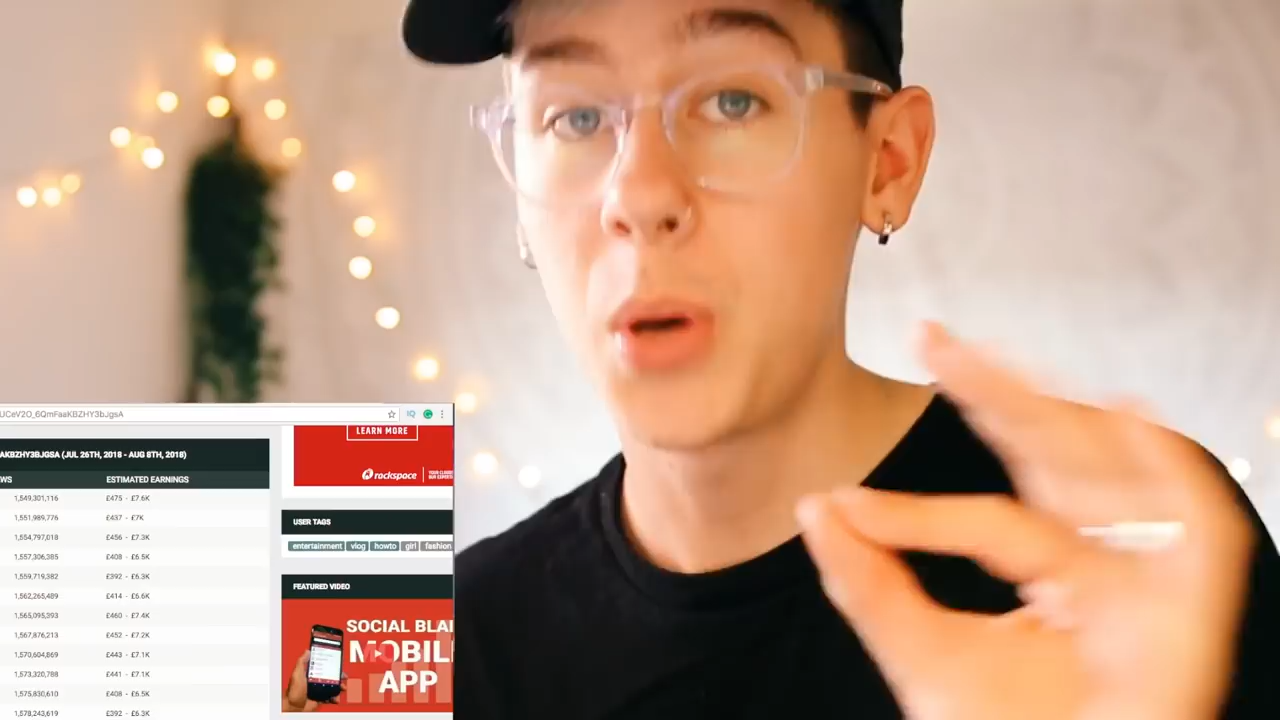 UCeV2O_6QmFaaKBZHY3bJgsA
IQ
LEARN MORE
rackspace
AKBZHY3BJGSA (JUL 26TH, 2018 - AUG 8TH, 2018)
WS ESTIMATED EARNINGS
1,549,301,116 £475 - £7.6K
1,551,989,776 £437 - £7K
1,554,797,018 £456 - £7.3K
1,557,306,385 £408 - £6.5K
1,559,719,382 £392 - £6.3K
1,562,265,489 £414 - £6.6K
1,565,095,393 £460 - £7.4K
1,567,876,213 £452 - £7.2K
1,570,604,869 £443 - £7.1K
1,573,320,788 £441 - £7.1K
1,575,830,610 £408 - £6.5K
1,578,243,619 £392 - £6.3K
USER TAGS
entertainment vlog howto girl fashion
FEATURED VIDEO
SOCIAL BLA
MOBIL
APP